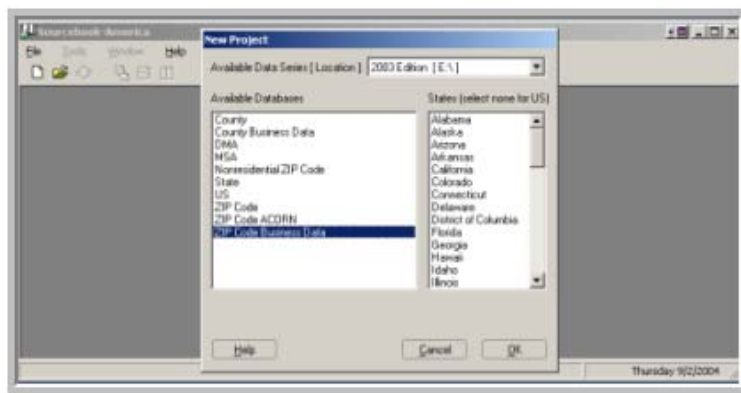 Sourcebook America
File Tools Window Help
New Project
Available Data Series [ Location ] 2003 Edition [ E:\ ]
Available Databases
County
County Business Data
DMA
MSA
Nonresidential ZIP Code
State
US
ZIP Code
ZIP Code ACORN
ZIP Code Business Data
States (select none for US)
Alabama
Alaska
Arizona
Arkansas
California
Colorado
Connecticut
Delaware
District of Columbia
Florida
Georgia
Hawaii
Idaho
Illinois
Help Cancel OK
Thursday 9/2/2004